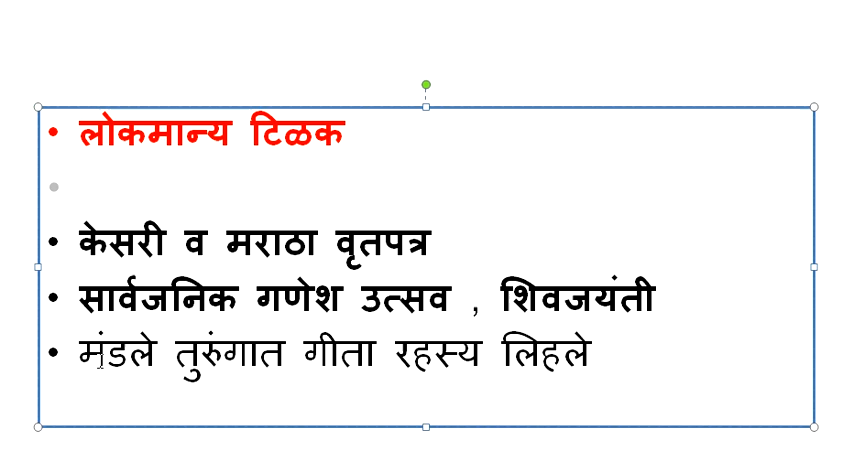 • लोकमान्य टिळक
•
• केसरी व मराठा वृतपत्र
• सार्वजनिक गणेश उत्सव , शिवजयंती
• मंडले तुरुंगात गीता रहस्य लिहले